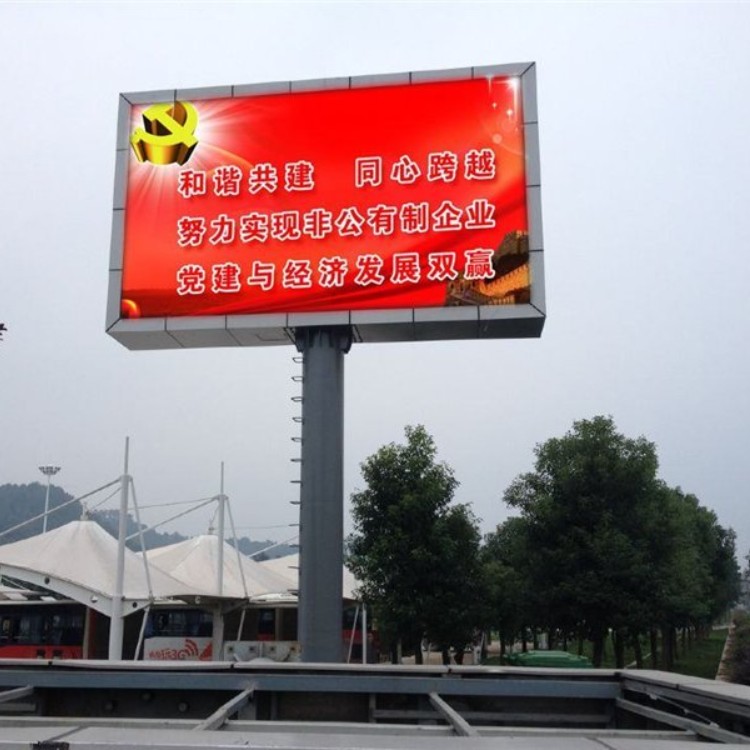 和谐共建 同心跨越
努力实现非公有制企业
党建与经济发展双赢
3G